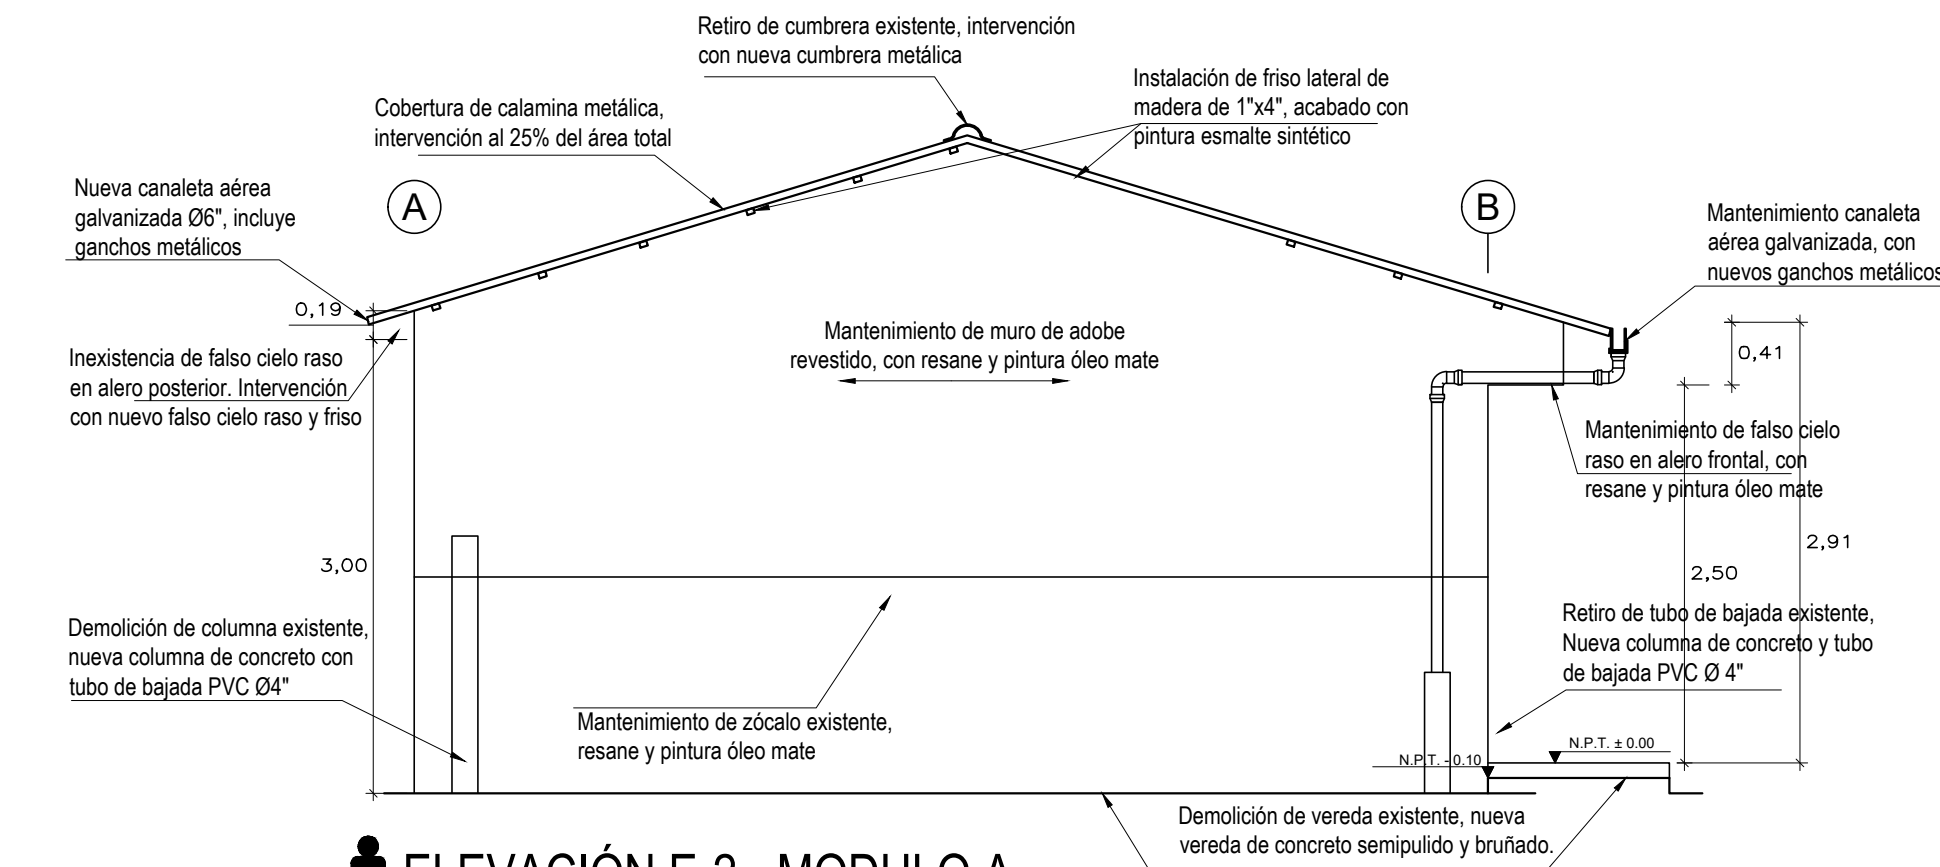 Retiro de cumbrera existente, intervención
con nueva cumbrera metálica
Instalación de friso lateral de
madera de 1"x4", acabado con
pintura esmalte sintético
Cobertura de calamina metálica,
intervención al 25% del área total
Nueva canaleta aérea
galvanizada Ø6", incluye
ganchos metálicos
A
B
Mantenimiento canaleta
aérea galvanizada, con
nuevos ganchos metálicos
0,19
Mantenimiento de muro de adobe
revestido, con resane y pintura óleo mate
0,41
Inexistencia de falso cielo raso
en alero posterior. Intervención
con nuevo falso cielo raso y friso
Mantenimiento de falso cielo
raso en alero frontal, con
resane y pintura óleo mate
3,00
2,91
2,50
Demolición de columna existente,
nueva columna de concreto con
tubo de bajada PVC Ø4"
Retiro de tubo de bajada existente,
Nueva columna de concreto y tubo
de bajada PVC Ø 4"
Mantenimiento de zócalo existente,
resane y pintura óleo mate
N.P.T. ± 0.00
N.P.T. - 0.10
Demolición de vereda existente, nueva
vereda de concreto semipulido y bruñado.
ELEVACIÓN E-2 - MODULO A